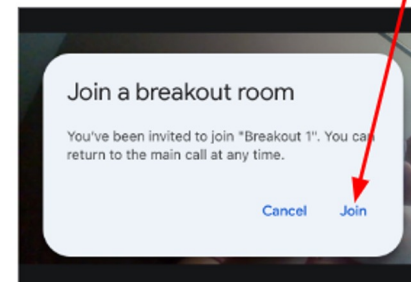 Join a breakout room
You've been invited to join "Breakout 1". You can
return to the main call at any time.
Cancel Join